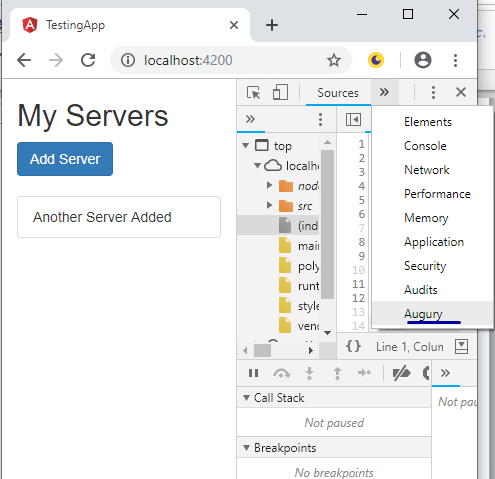 TestingApp
localhost:4200
My Servers
Add Server
Another Server Added
Sources
Elements
Console
Network
Performance
Memory
Application
Security
Audits
Augury
top
localho
node
src
(ind
main
poly
runt
style
vend
1
2
3
4
5
6
7
8
9
10
11
12
13
14
{} Line 1, Colun
Call Stack
Not paused
Breakpoints
No breakpoints
Not pau